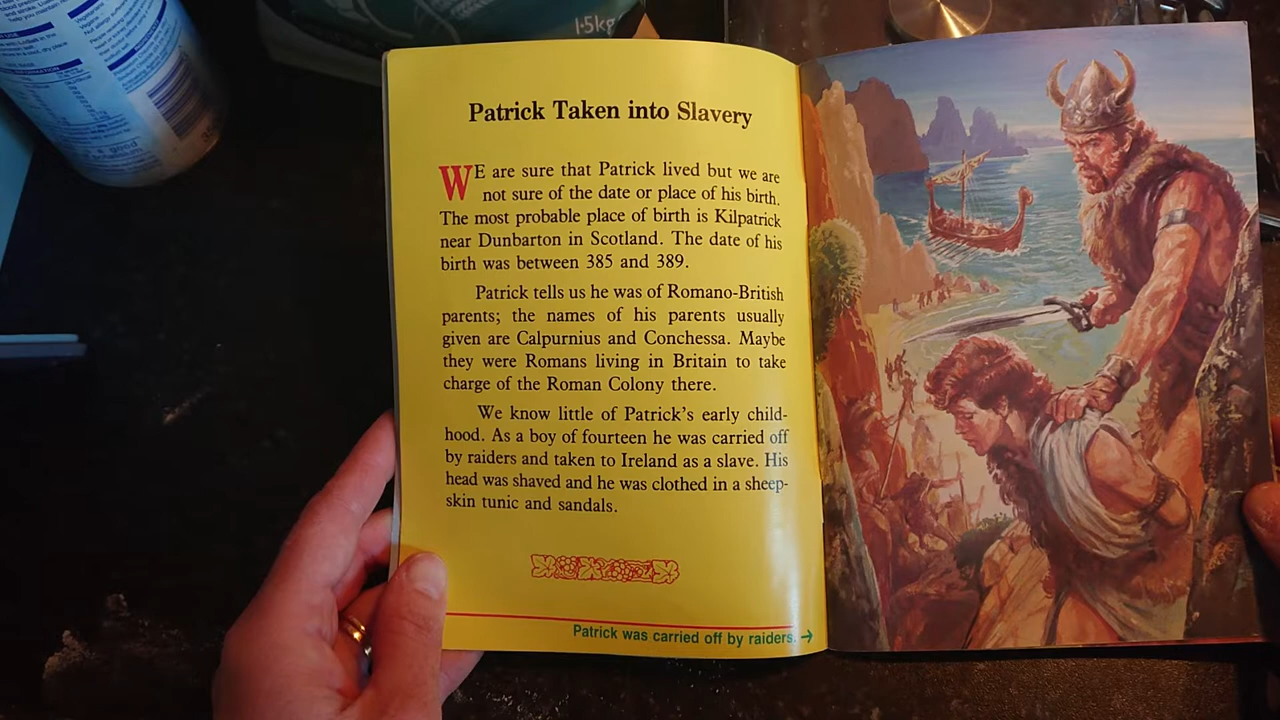 1.5kg
Patrick Taken into Slavery
WE are sure that Patrick lived but we are
not sure of the date or place of his birth.
The most probable place of birth is Kilpatrick
near Dunbarton in Scotland. The date of his
birth was between 385 and 389.
Patrick tells us he was of Romano-British
parents; the names of his parents usually
given are Calpurnius and Conchessa. Maybe
they were Romans living in Britain to take
charge of the Roman Colony there.
We know little of Patrick's early child-
hood. As a boy of fourteen he was carried off
by raiders and taken to Ireland as a slave. His
head was shaved and he was clothed in a sheep-
skin tunic and sandals.
Patrick was carried off by raiders. →